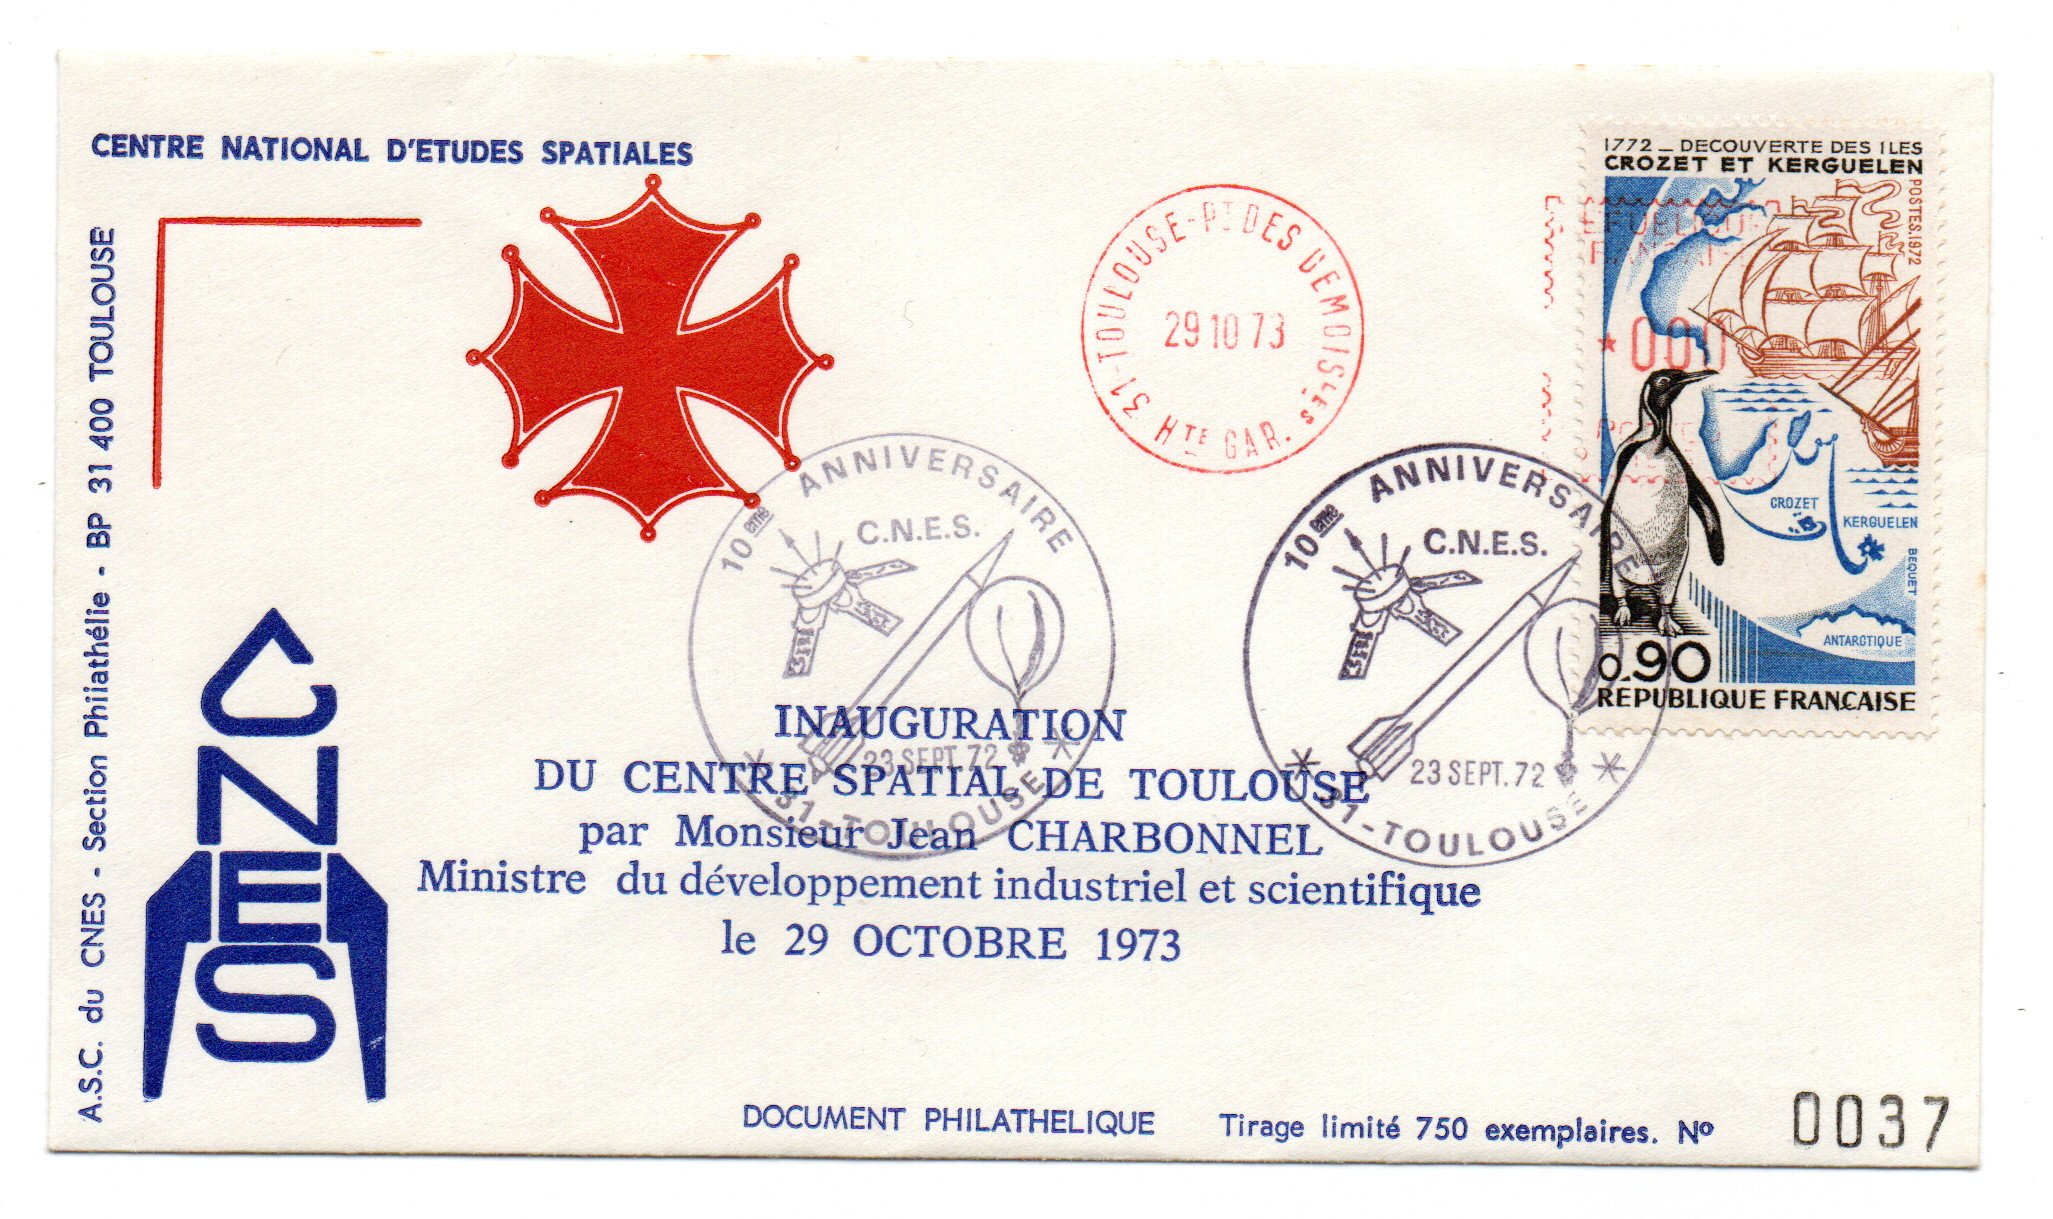 CENTRE NATIONAL D'ETUDES SPATIALES
A.S.C. du CNES - Section Philathélie - BP 31 400 TOULOUSE
CNES
31-TOULOUSE-PT DES DEMOISELLES
29 10 73
HTE GAR.
1772 _ DECOUVERTE DES ILES
CROZET ET KERGUELEN
POSTES.1972
★ 0.00
CROZET
KERGUELEN
BEQUET
ANTARCTIQUE
0.90
REPUBLIQUE FRANÇAISE
10ème ANNIVERSAIRE
C.N.E.S.
23 SEPT. 72
31-TOULOUSE
10ème ANNIVERSAIRE
C.N.E.S.
23 SEPT. 72
31-TOULOUSE
INAUGURATION
DU CENTRE SPATIAL DE TOULOUSE
par Monsieur Jean CHARBONNEL
Ministre du développement industriel et scientifique
le 29 OCTOBRE 1973
DOCUMENT PHILATHELIQUE Tirage limité 750 exemplaires. No 0037